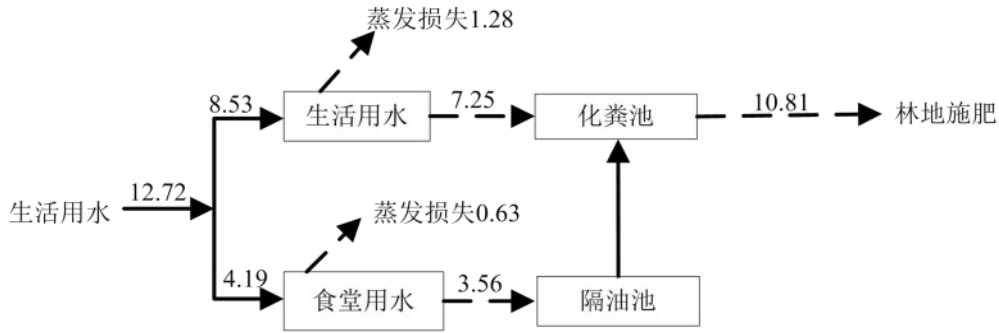 蒸发损失1.28
8.53
生活用水
7.25
化粪池
10.81
林地施肥
生活用水
12.72
蒸发损失0.63
4.19
食堂用水
3.56
隔油池